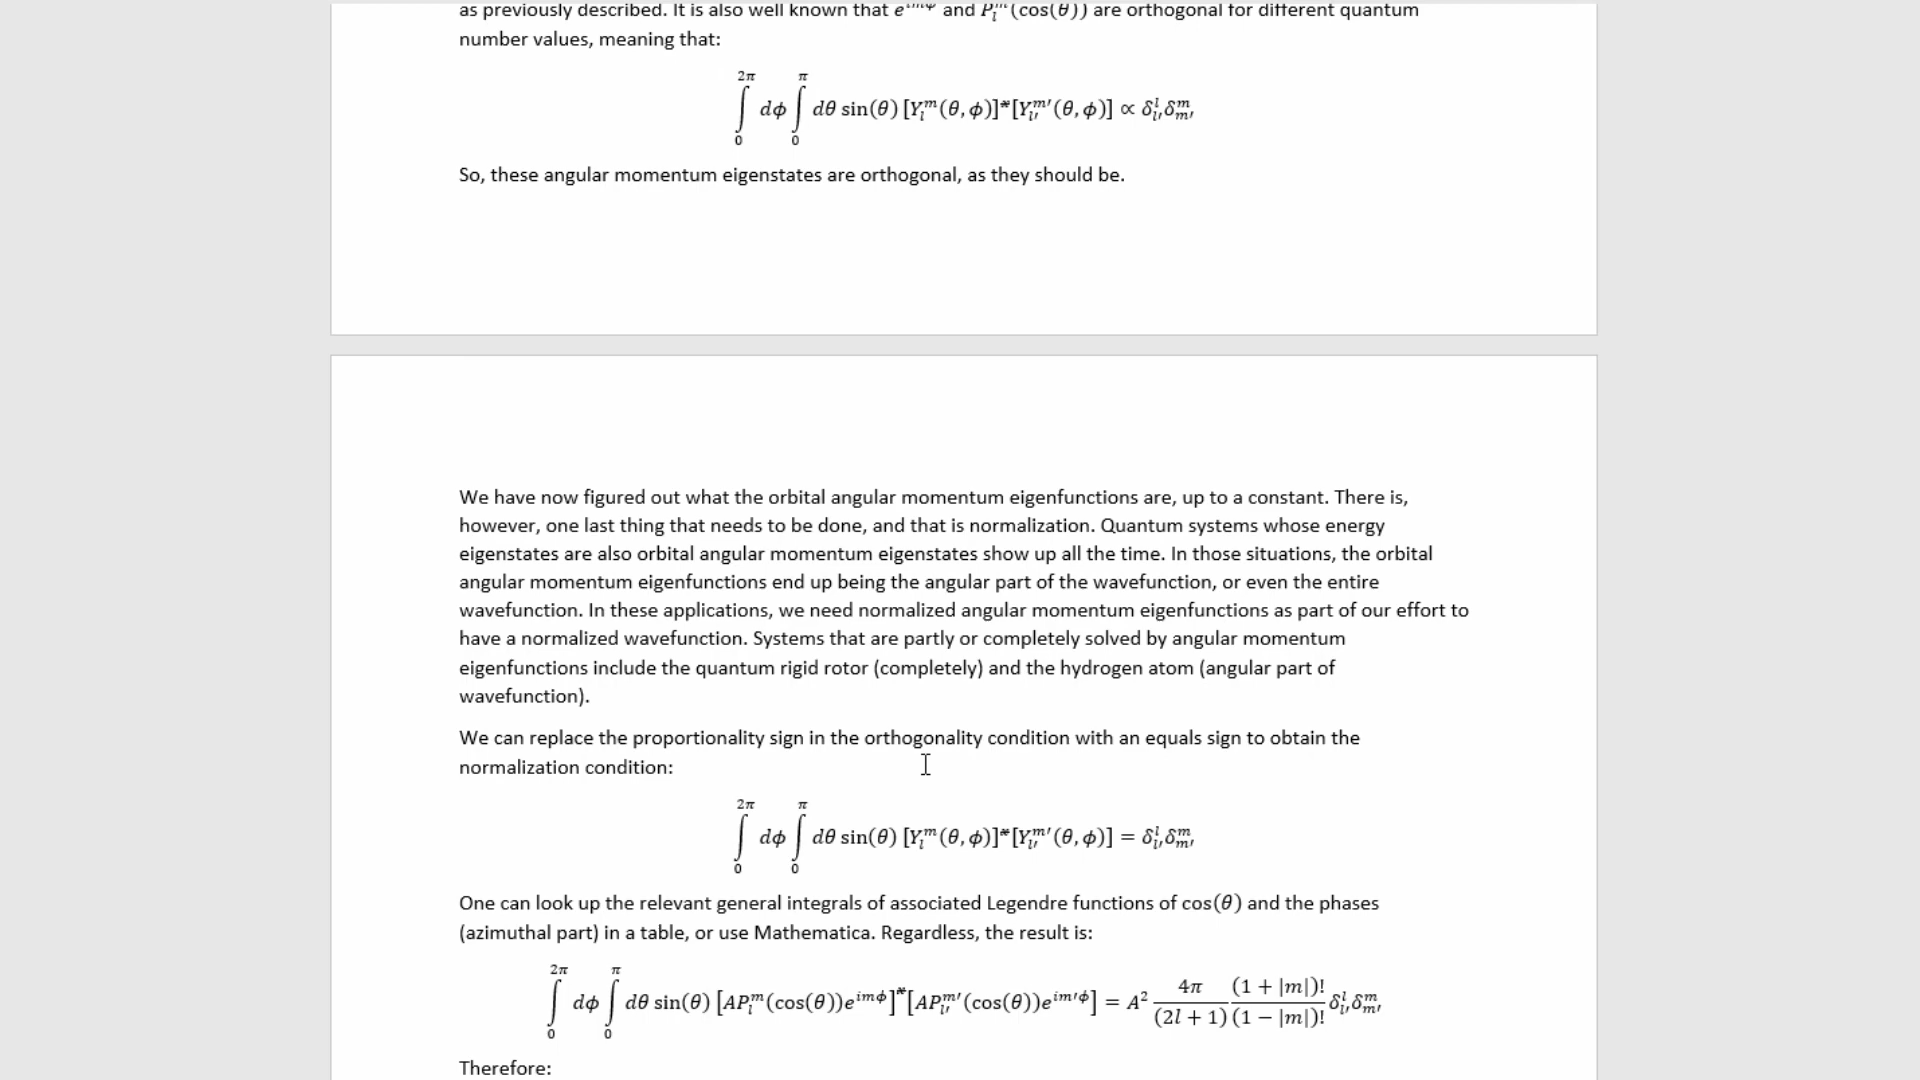 as previously described. It is also well known that e^{imφ} and P_l^m(cos(θ)) are orthogonal for different quantum
number values, meaning that:
∫_0^{2π} dϕ ∫_0^π dθ sin(θ) [Y_l^m(θ, ϕ)]*[Y_{l'}^{m'}(θ, ϕ)] ∝ δ_{l'}^l δ_{m'}^m
So, these angular momentum eigenstates are orthogonal, as they should be.
We have now figured out what the orbital angular momentum eigenfunctions are, up to a constant. There is,
however, one last thing that needs to be done, and that is normalization. Quantum systems whose energy
eigenstates are also orbital angular momentum eigenstates show up all the time. In those situations, the orbital
angular momentum eigenfunctions end up being the angular part of the wavefunction, or even the entire
wavefunction. In these applications, we need normalized angular momentum eigenfunctions as part of our effort to
have a normalized wavefunction. Systems that are partly or completely solved by angular momentum
eigenfunctions include the quantum rigid rotor (completely) and the hydrogen atom (angular part of
wavefunction).
We can replace the proportionality sign in the orthogonality condition with an equals sign to obtain the
normalization condition:
∫_0^{2π} dϕ ∫_0^π dθ sin(θ) [Y_l^m(θ, ϕ)]*[Y_{l'}^{m'}(θ, ϕ)] = δ_{l'}^l δ_{m'}^m
One can look up the relevant general integrals of associated Legendre functions of cos(θ) and the phases
(azimuthal part) in a table, or use Mathematica. Regardless, the result is:
∫_0^{2π} dϕ ∫_0^π dθ sin(θ) [AP_l^m(cos(θ))e^{imϕ}]*[AP_{l'}^{m'}(cos(θ))e^{im'ϕ}] = A² 4π/(2l + 1) (1 + |m|)!/(1 − |m|)! δ_{l'}^l δ_{m'}^m
Therefore: